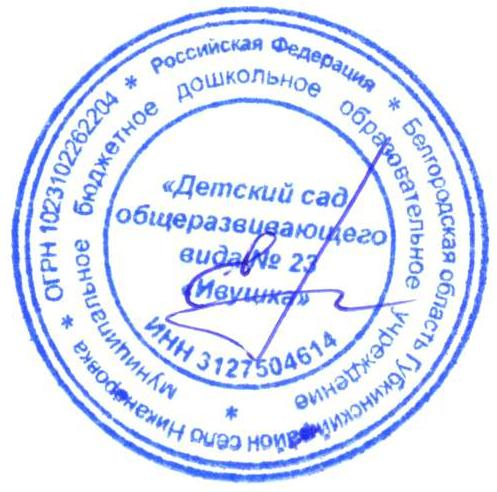 * Российская Федерация * Белгородская область Губкинский район село Никаноровка * ОГРН 1023102262204
муниципальное бюджетное дошкольное образовательное учреждение *
«Детский сад
общеразвивающего
вида № 23
«Ивушка»
ИНН 3127504614